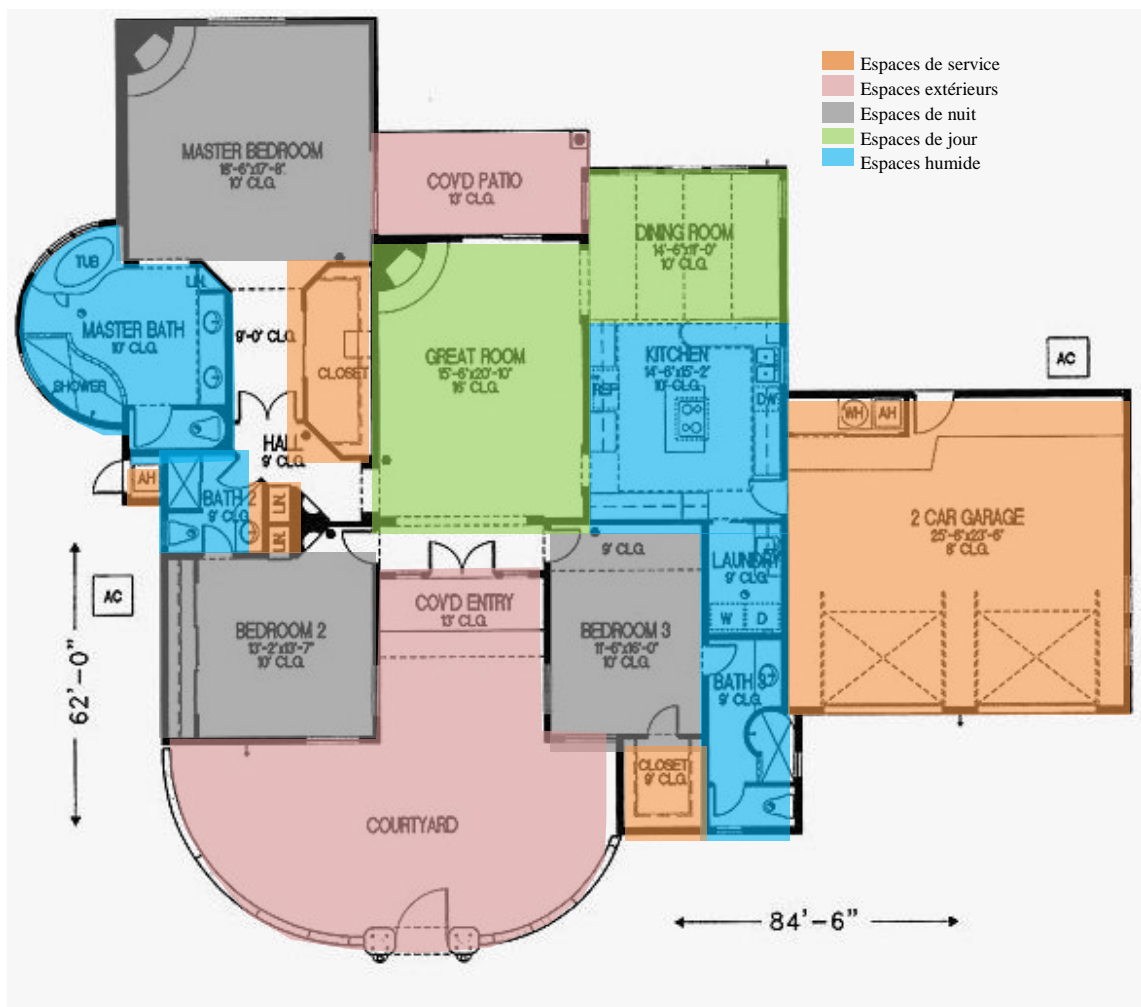 Espaces de service
Espaces extérieurs
Espaces de nuit
Espaces de jour
Espaces humide
MASTER BEDROOM
18'-6"x17'-8"
10' CLG.
COV'D PATIO
13' CLG.
DINING ROOM
14'-6"x11'-0"
10' CLG.
TUB
LIN.
MASTER BATH
10' CLG.
SHOWER
9'-0" CLG.
CLOSET
GREAT ROOM
15'-6"x20'-10"
16' CLG.
KITCHEN
14'-6"x15'-2"
10' CLG.
REF
DW
AC
WH
AH
HALL
9' CLG.
AH
BATH 2
9' CLG.
LIN.
LIN.
2 CAR GARAGE
25'-6"x23'-6"
8' CLG.
9' CLG.
LAUNDRY
9' CLG.
W
D
AC
COV'D ENTRY
13' CLG.
BEDROOM 2
13'-2"x13'-7"
10' CLG.
BEDROOM 3
11'-6"x16'-0"
10' CLG.
BATH 3
9' CLG.
62'-0"
CLOSET
9' CLG.
COURTYARD
84'-6"